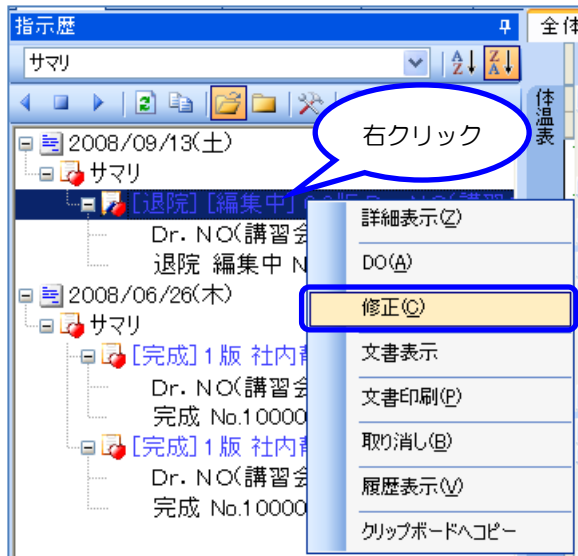 指示歴
全体
サマリ
体温表
右クリック
2008/09/13(土)
サマリ
[退院] [編集中]
Dr. NO(講習会
退院 編集中 N
2008/06/26(木)
サマリ
[完成] 1版 社内
Dr. NO(講習会
完成 No.10000
[完成] 1版 社内
Dr. NO(講習会
完成 No.10000
詳細表示(Z)
DO(A)
修正(C)
文書表示
文書印刷(P)
取り消し(B)
履歴表示(V)
クリップボードへコピー